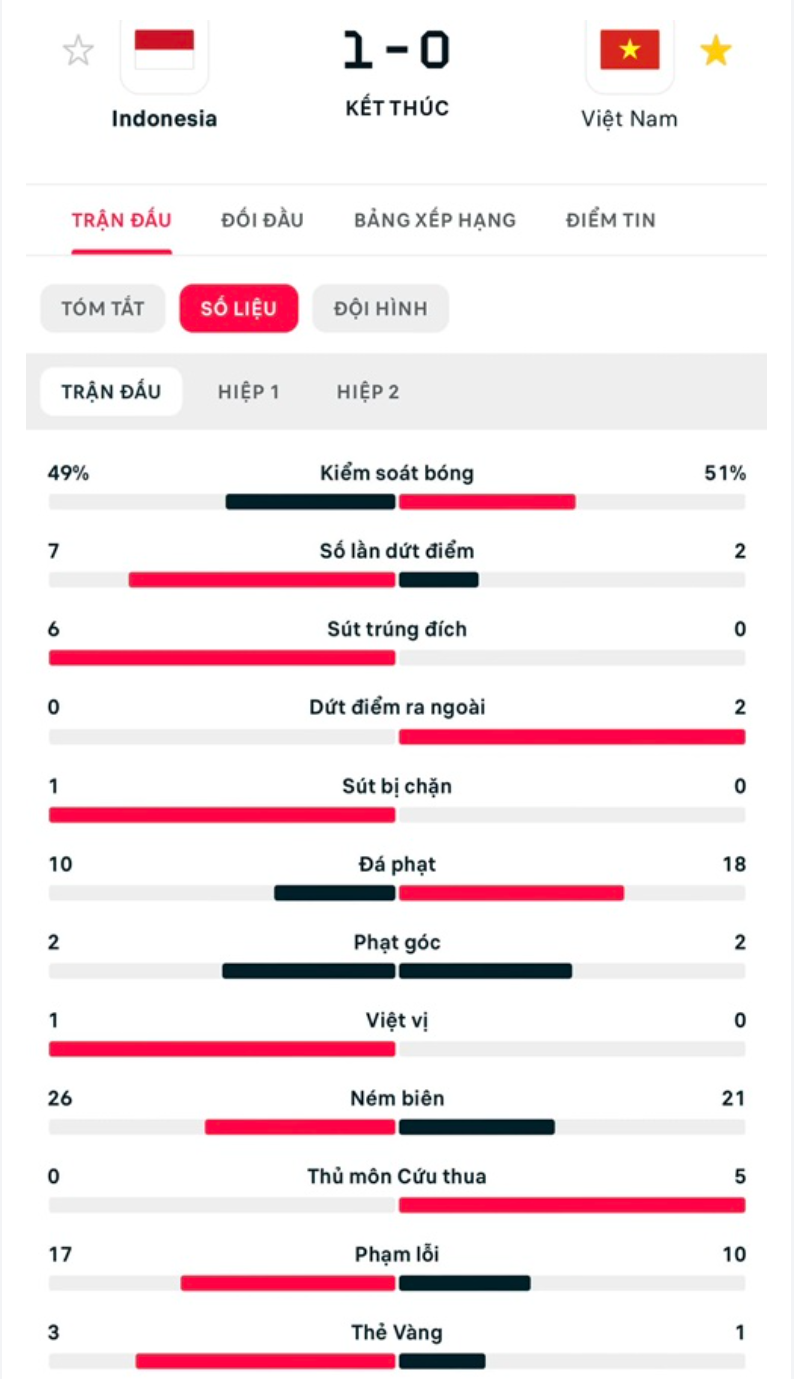 1-0
KẾT THÚC
Indonesia Việt Nam
TRẬN ĐẤU ĐỐI ĐẦU BẢNG XẾP HẠNG ĐIỂM TIN
TÓM TẮT SỐ LIỆU ĐỘI HÌNH
TRẬN ĐẤU HIỆP 1 HIỆP 2
49% Kiểm soát bóng 51%
7 Số lần dứt điểm 2
6 Sút trúng đích 0
0 Dứt điểm ra ngoài 2
1 Sút bị chặn 0
10 Đá phạt 18
2 Phạt góc 2
1 Việt vị 0
26 Ném biên 21
0 Thủ môn Cứu thua 5
17 Phạm lỗi 10
3 Thẻ Vàng 1